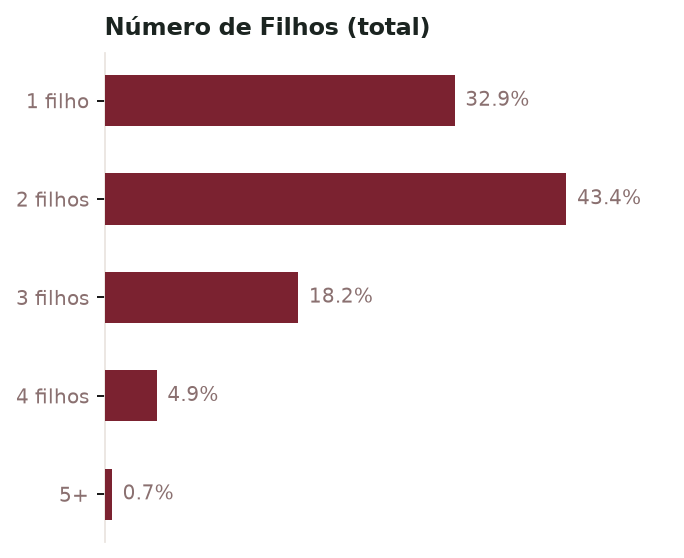 Número de Filhos (total)
1 filho 32.9%
2 filhos 43.4%
3 filhos 18.2%
4 filhos 4.9%
5+ 0.7%